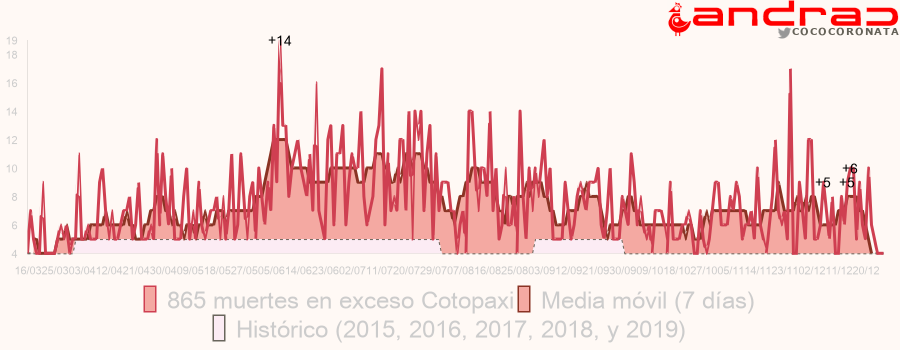 andrab
COCOCORONATA
19
18
16
14
12
10
8
6
4
+14
+5
+6
+5
865 muertes en exceso Cotopaxi
Media móvil (7 días)
Histórico (2015, 2016, 2017, 2018, y 2019)